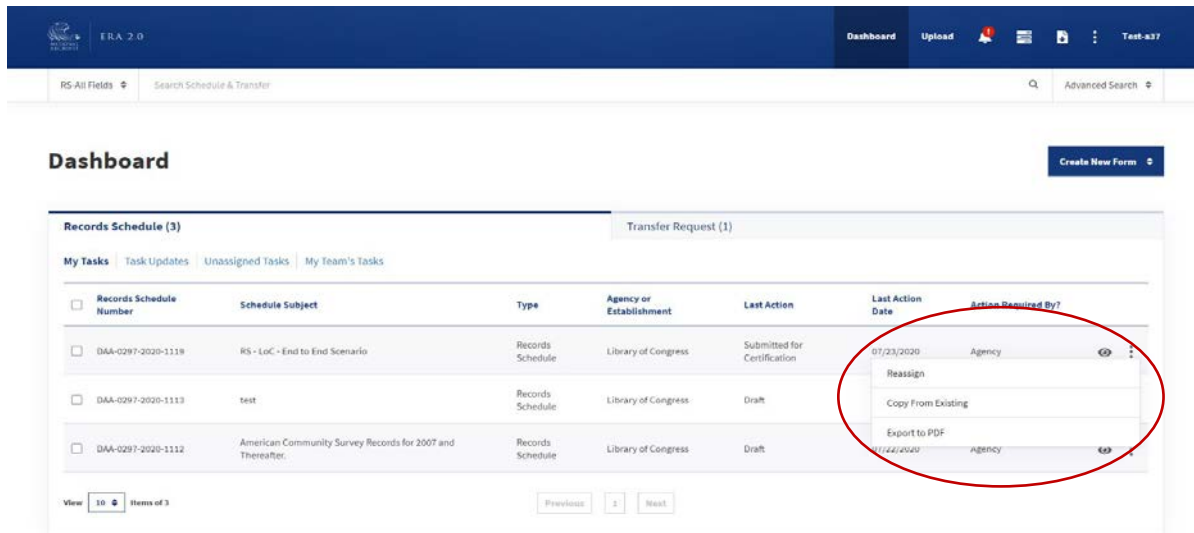 ERA 2.0
Dashboard Upload Test-a37
RS-All Fields Search Schedule & Transfer Advanced Search
Dashboard
Create New Form
Records Schedule (3) Transfer Request (1)
My Tasks Task Updates Unassigned Tasks My Team's Tasks
Records Schedule Number Schedule Subject Type Agency or Establishment Last Action Last Action Date Action Required By?
DAA-0297-2020-1119 RS - LoC - End to End Scenario Records Schedule Library of Congress Submitted for Certification 07/23/2020 Agency
Reassign
Copy From Existing
Export to PDF
DAA-0297-2020-1113 test Records Schedule Library of Congress Draft
DAA-0297-2020-1112 American Community Survey Records for 2007 and Thereafter. Records Schedule Library of Congress Draft 07/22/2020 Agency
View 10 Items of 3 Previous 1 Next